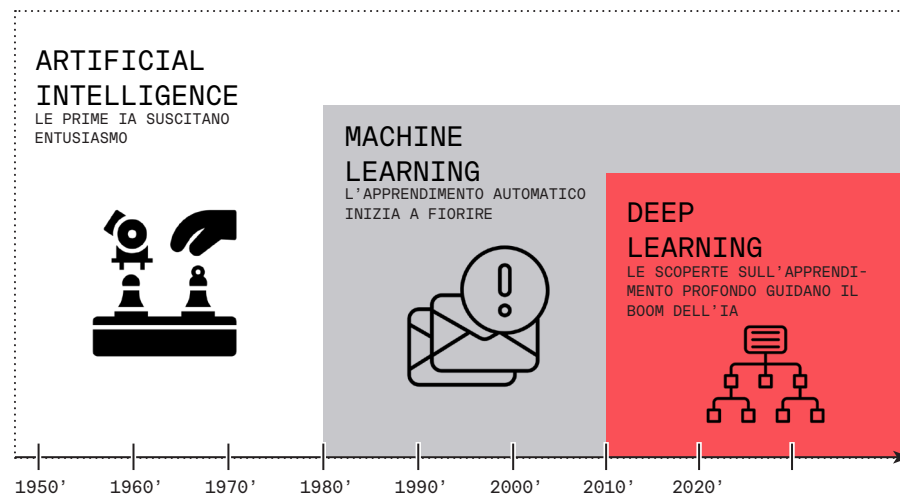 ARTIFICIAL
INTELLIGENCE
LE PRIME IA SUSCITANO
ENTUSIASMO
MACHINE
LEARNING
L'APPRENDIMENTO AUTOMATICO
INIZIA A FIORIRE
DEEP
LEARNING
LE SCOPERTE SULL'APPRENDI-
MENTO PROFONDO GUIDANO IL
BOOM DELL'IA
1950' 1960' 1970' 1980' 1990' 2000' 2010' 2020'